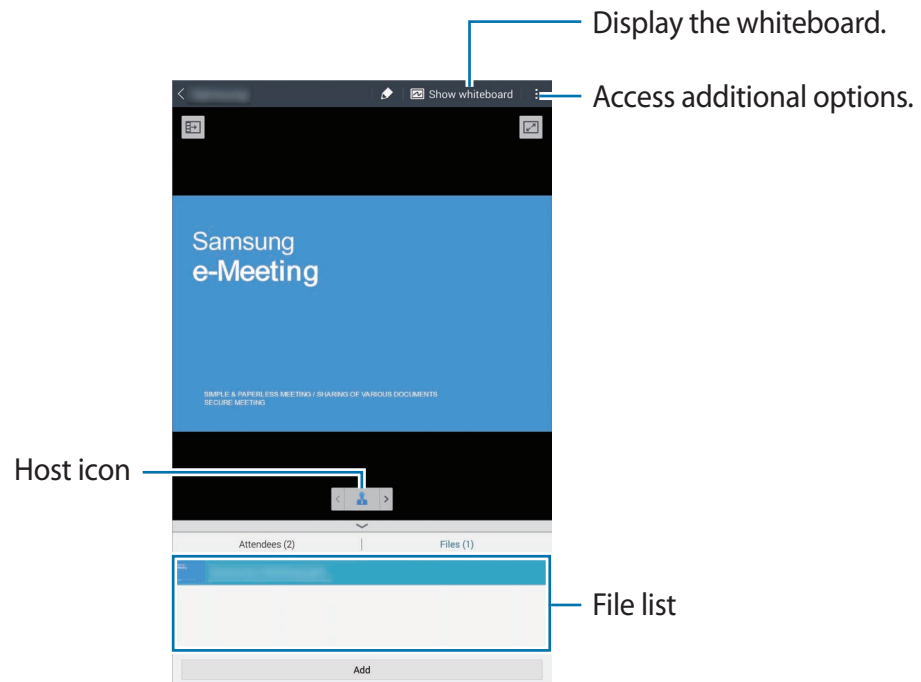 Display the whiteboard.
Show whiteboard
Access additional options.
Samsung
e-Meeting
SIMPLE & PAPERLESS MEETING / SHARING OF VARIOUS DOCUMENTS
SECURE MEETING
Host icon
Attendees (2)
Files (1)
File list
Add